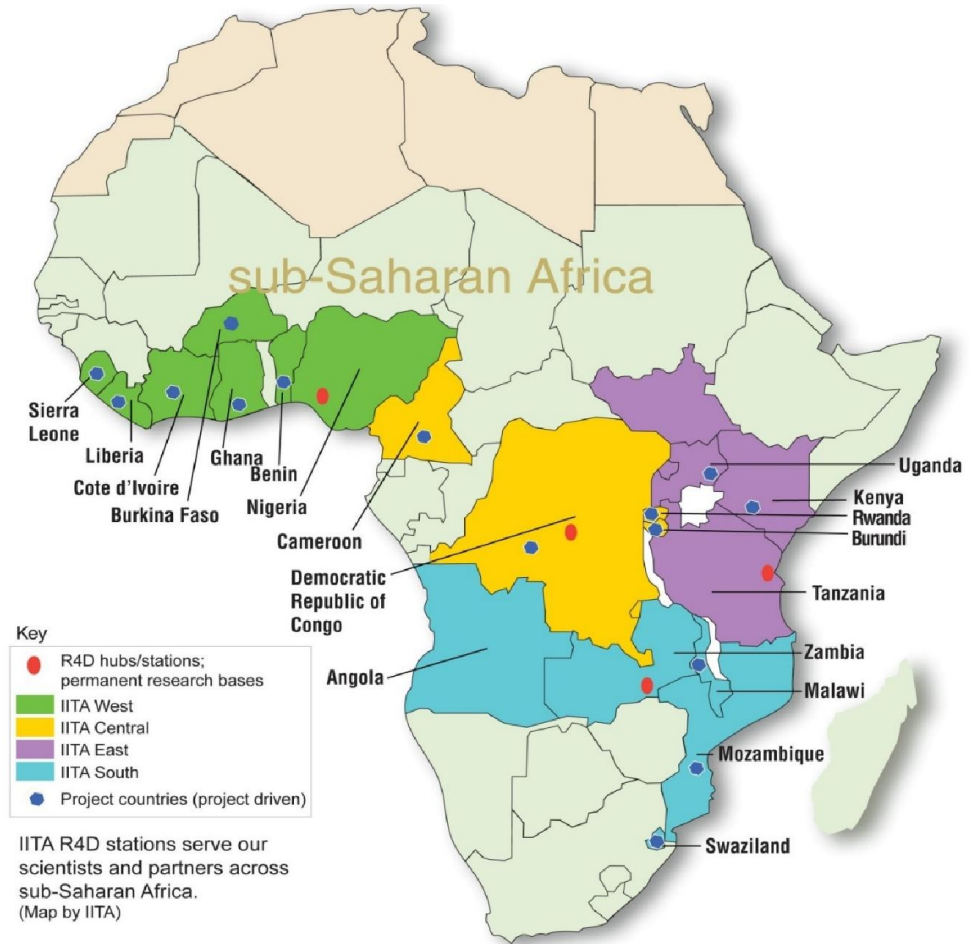 sub-Saharan Africa
Sierra
Leone
Liberia
Cote d'Ivoire
Burkina Faso
Ghana
Benin
Nigeria
Cameroon
Democratic
Republic of
Congo
Angola
Uganda
Kenya
Rwanda
Burundi
Tanzania
Zambia
Malawi
Mozambique
Swaziland
Key
R4D hubs/stations;
permanent research bases
IITA West
IITA Central
IITA East
IITA South
Project countries (project driven)
IITA R4D stations serve our
scientists and partners across
sub-Saharan Africa.
(Map by IITA)